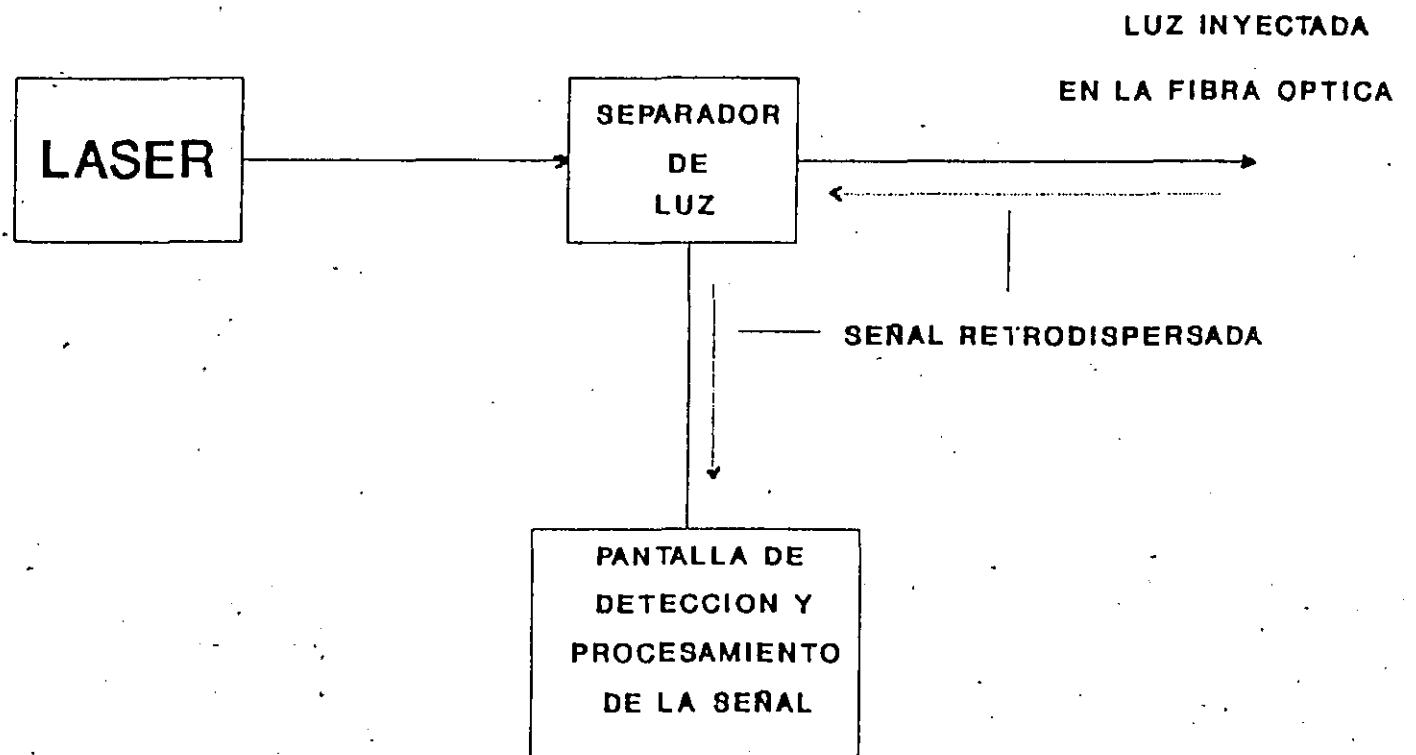 LUZ INYECTADA
EN LA FIBRA OPTICA
LASER
SEPARADOR
DE
LUZ
SEÑAL RETRODISPERSADA
PANTALLA DE
DETECCION Y
PROCESAMIENTO
DE LA SEÑAL